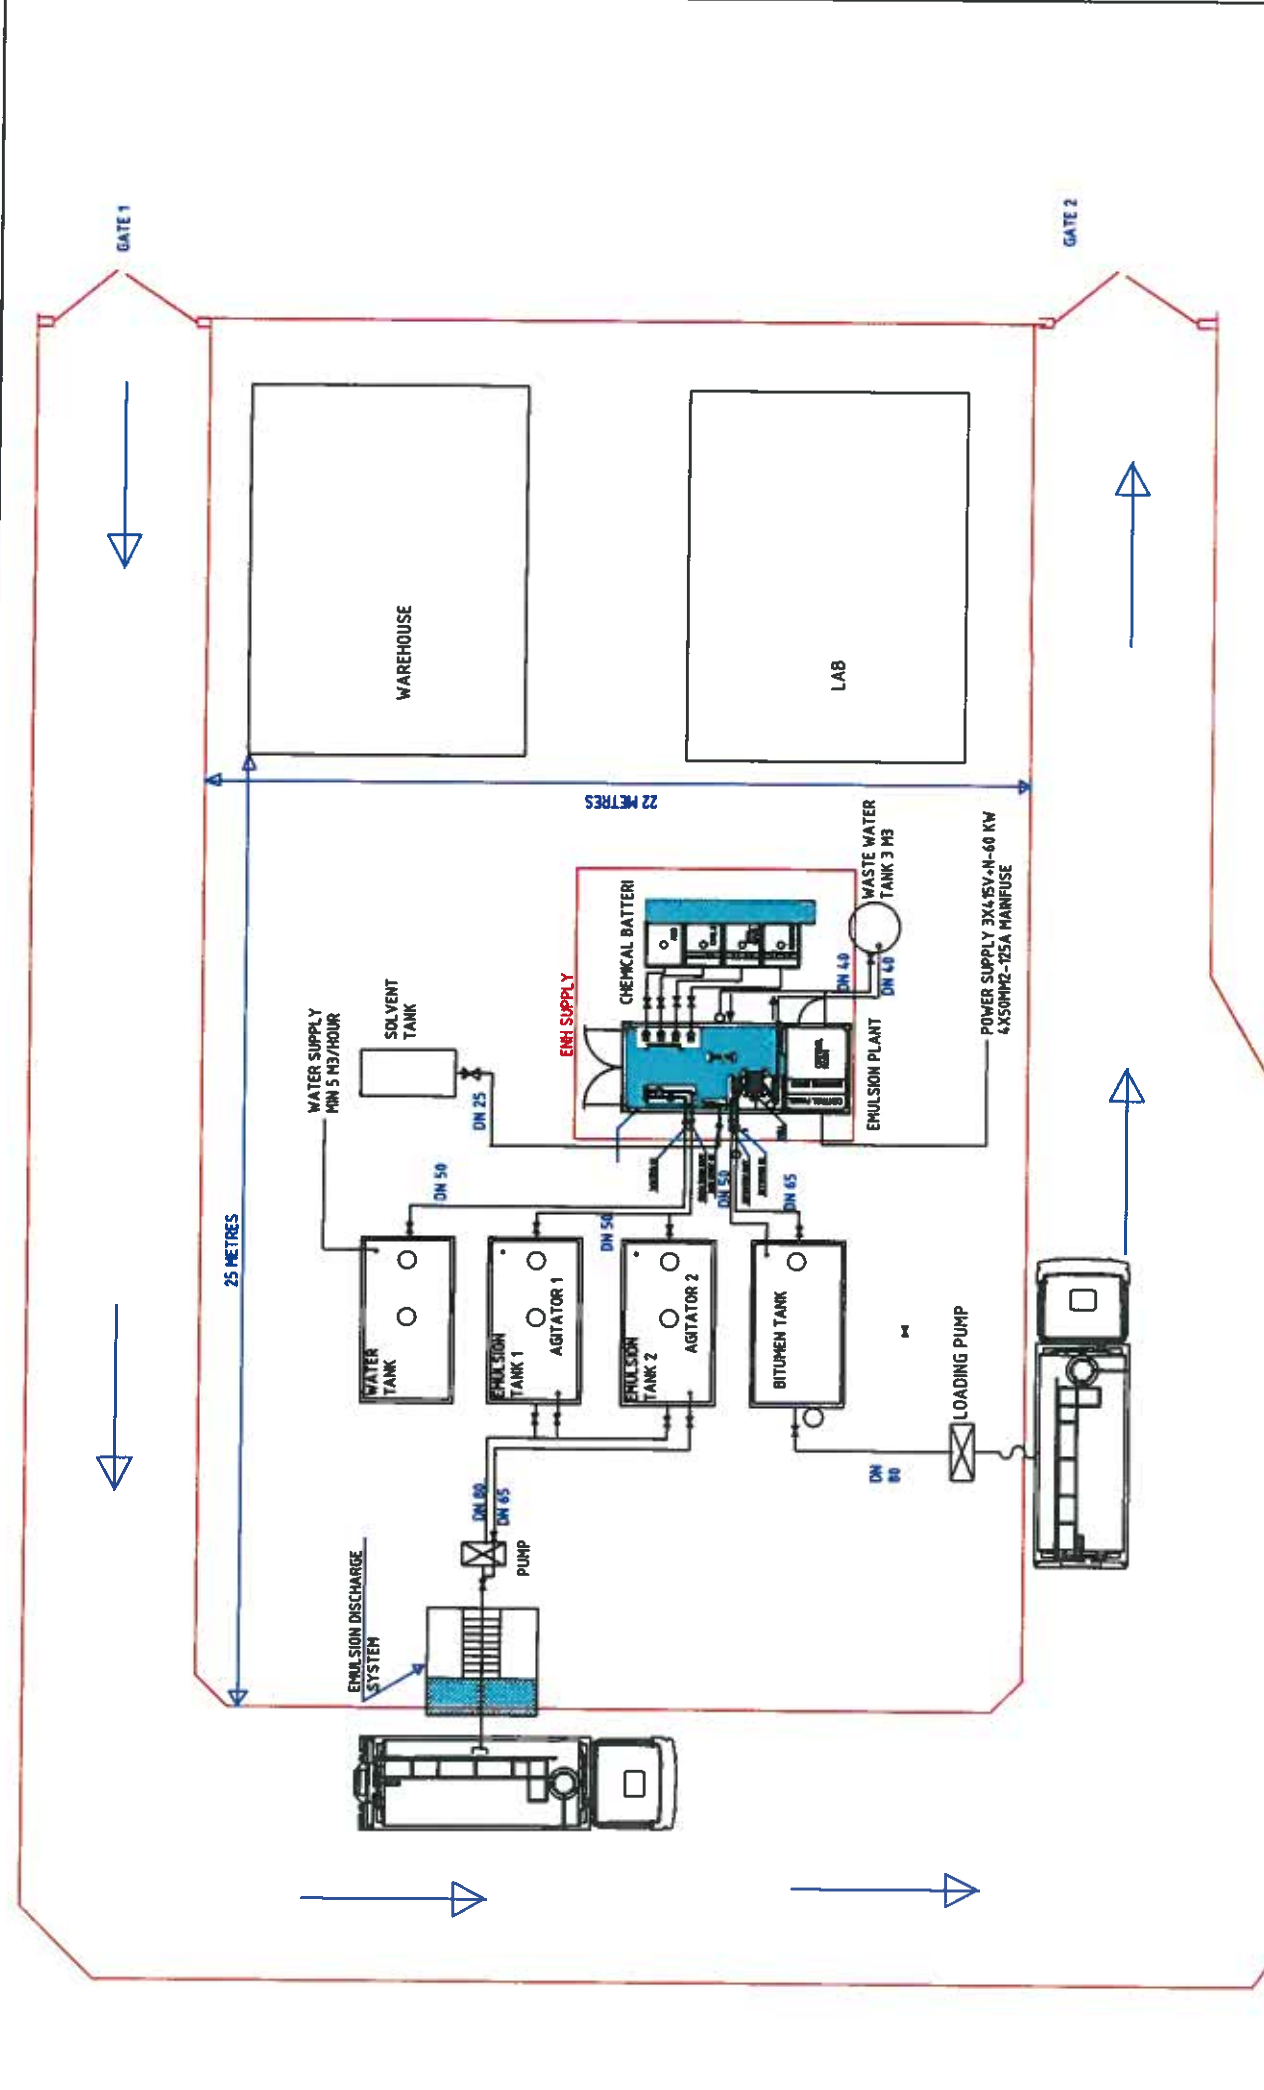 GATE 1
GATE 2
WAREHOUSE
LAB
22 METRES
25 METRES
WATER SUPPLY
MIN 5 M3/HOUR
SOLVENT
TANK
DN 25
ENH SUPPLY
CHEMICAL BATTERI
WASTE WATER
TANK 3 M3
DN 40
DN 40
EMULSION PLANT
POWER SUPPLY 3X415V+N-60 KW
4X50MM2-125A MAINFUSE
DN 50
DN 50
DN 50
DN 65
WATER
TANK
EMULSION
TANK 1
AGITATOR 1
EMULSION
TANK 2
AGITATOR 2
BITUMEN TANK
LOADING PUMP
DN
80
DN 80
DN 65
PUMP
EMULSION DISCHARGE
SYSTEM